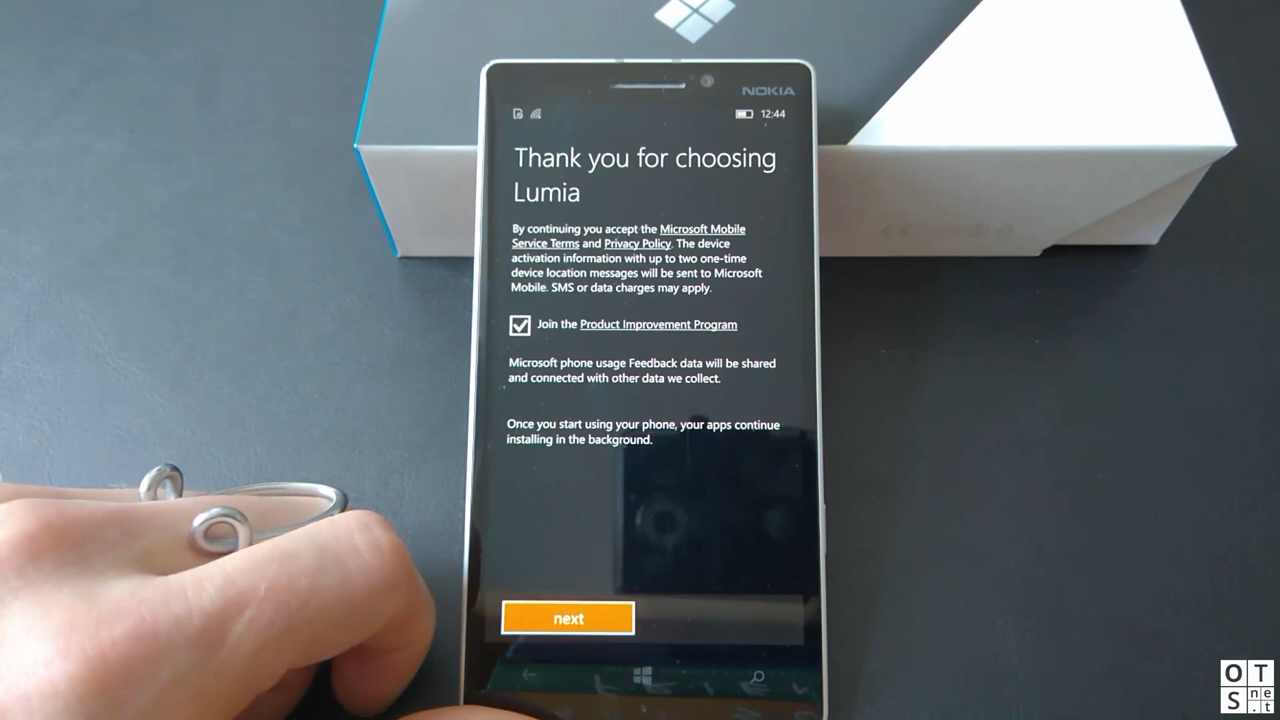 NOKIA
12:44
Thank you for choosing
Lumia
By continuing you accept the Microsoft Mobile
Service Terms and Privacy Policy. The device
activation information with up to two one-time
device location messages will be sent to Microsoft
Mobile. SMS or data charges may apply.
Join the Product Improvement Program
Microsoft phone usage Feedback data will be shared
and connected with other data we collect.
Once you start using your phone, your apps continue
installing in the background.
next
OT
S net